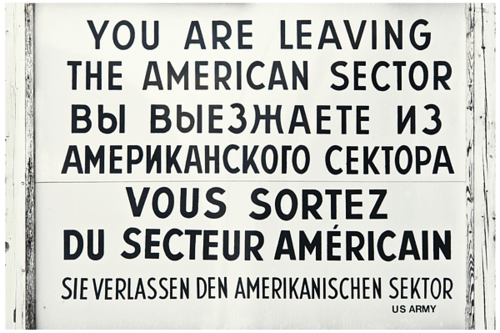 YOU ARE LEAVING
THE AMERICAN SECTOR
ВЫ ВЫЕЗЖАЕТЕ ИЗ
АМЕРИКАНСКОГО СЕКТОРА
VOUS SORTEZ
DU SECTEUR AMÉRICAIN
SIE VERLASSEN DEN AMERIKANISCHEN SEKTOR
US ARMY